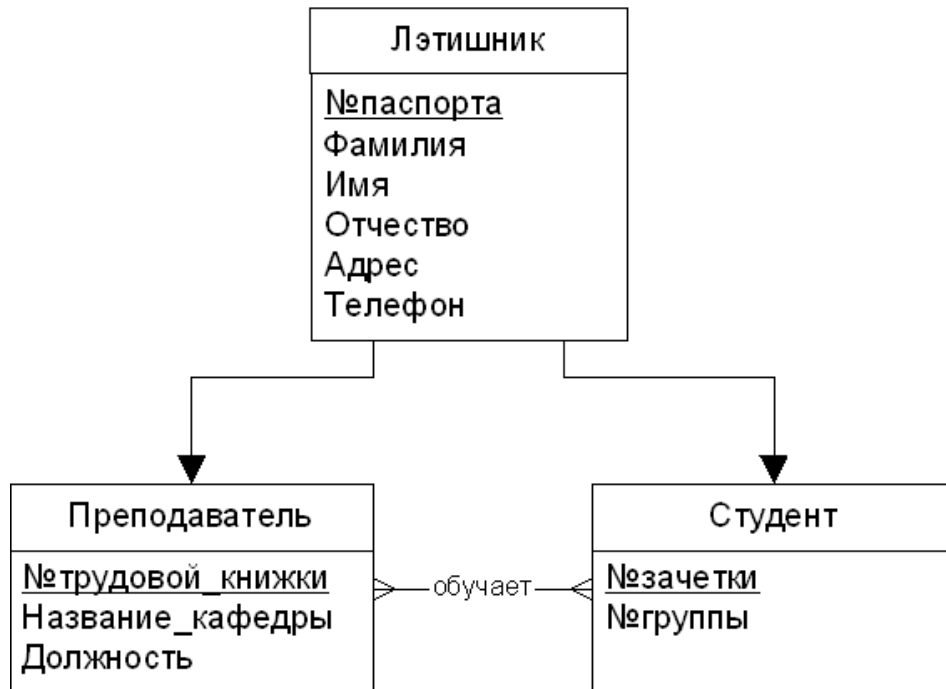 Лэтишник
№паспорта
Фамилия
Имя
Отчество
Адрес
Телефон
Преподаватель
№трудовой_книжки
Название_кафедры
Должность
обучает
Студент
№зачетки
№группы